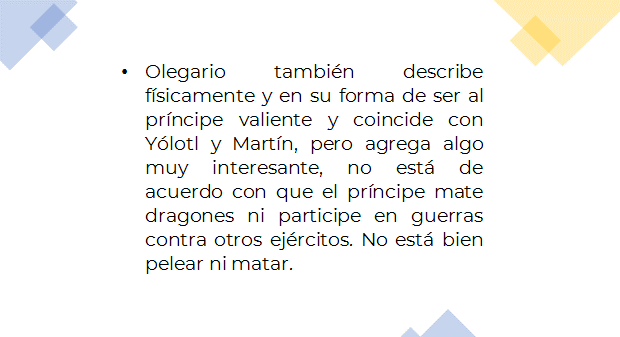 • Olegario también describe
físicamente y en su forma de ser al
príncipe valiente y coincide con
Yólotl y Martín, pero agrega algo
muy interesante, no está de
acuerdo con que el príncipe mate
dragones ni participe en guerras
contra otros ejércitos. No está bien
pelear ni matar.